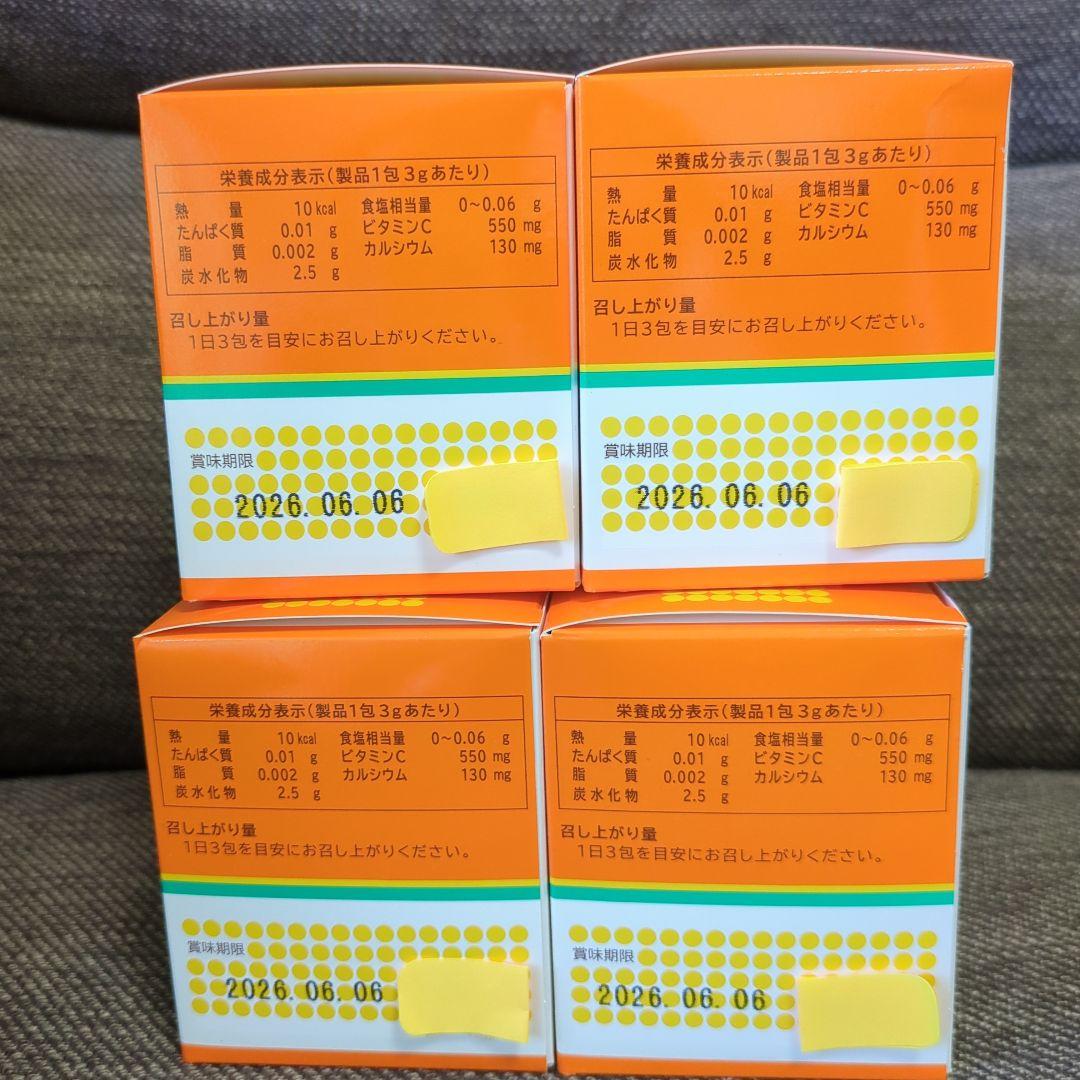 栄養成分表示(製品1包3gあたり)
熱量 10kcal 食塩相当量 0~0.06 g
たんぱく質 0.01 g ビタミンC 550 mg
脂質 0.002 g カルシウム 130 mg
炭水化物 2.5 g
召し上がり量
1日3包を目安にお召し上がりください。
賞味期限
2026.06.06
栄養成分表示(製品1包3gあたり)
熱量 10kcal 食塩相当量 0~0.06 g
たんぱく質 0.01 g ビタミンC 550 mg
脂質 0.002 g カルシウム 130 mg
炭水化物 2.5 g
召し上がり量
1日3包を目安にお召し上がりください。
賞味期限
2026.06.06
栄養成分表示(製品1包3gあたり)
熱量 10kcal 食塩相当量 0~0.06 g
たんぱく質 0.01 g ビタミンC 550 mg
脂質 0.002 g カルシウム 130 mg
炭水化物 2.5 g
召し上がり量
1日3包を目安にお召し上がりください。
賞味期限
2026.06.06
栄養成分表示(製品1包3gあたり)
熱量 10kcal 食塩相当量 0~0.06 g
たんぱく質 0.01 g ビタミンC 550 mg
脂質 0.002 g カルシウム 130 mg
炭水化物 2.5 g
召し上がり量
1日3包を目安にお召し上がりください。
賞味期限
2026.06.06